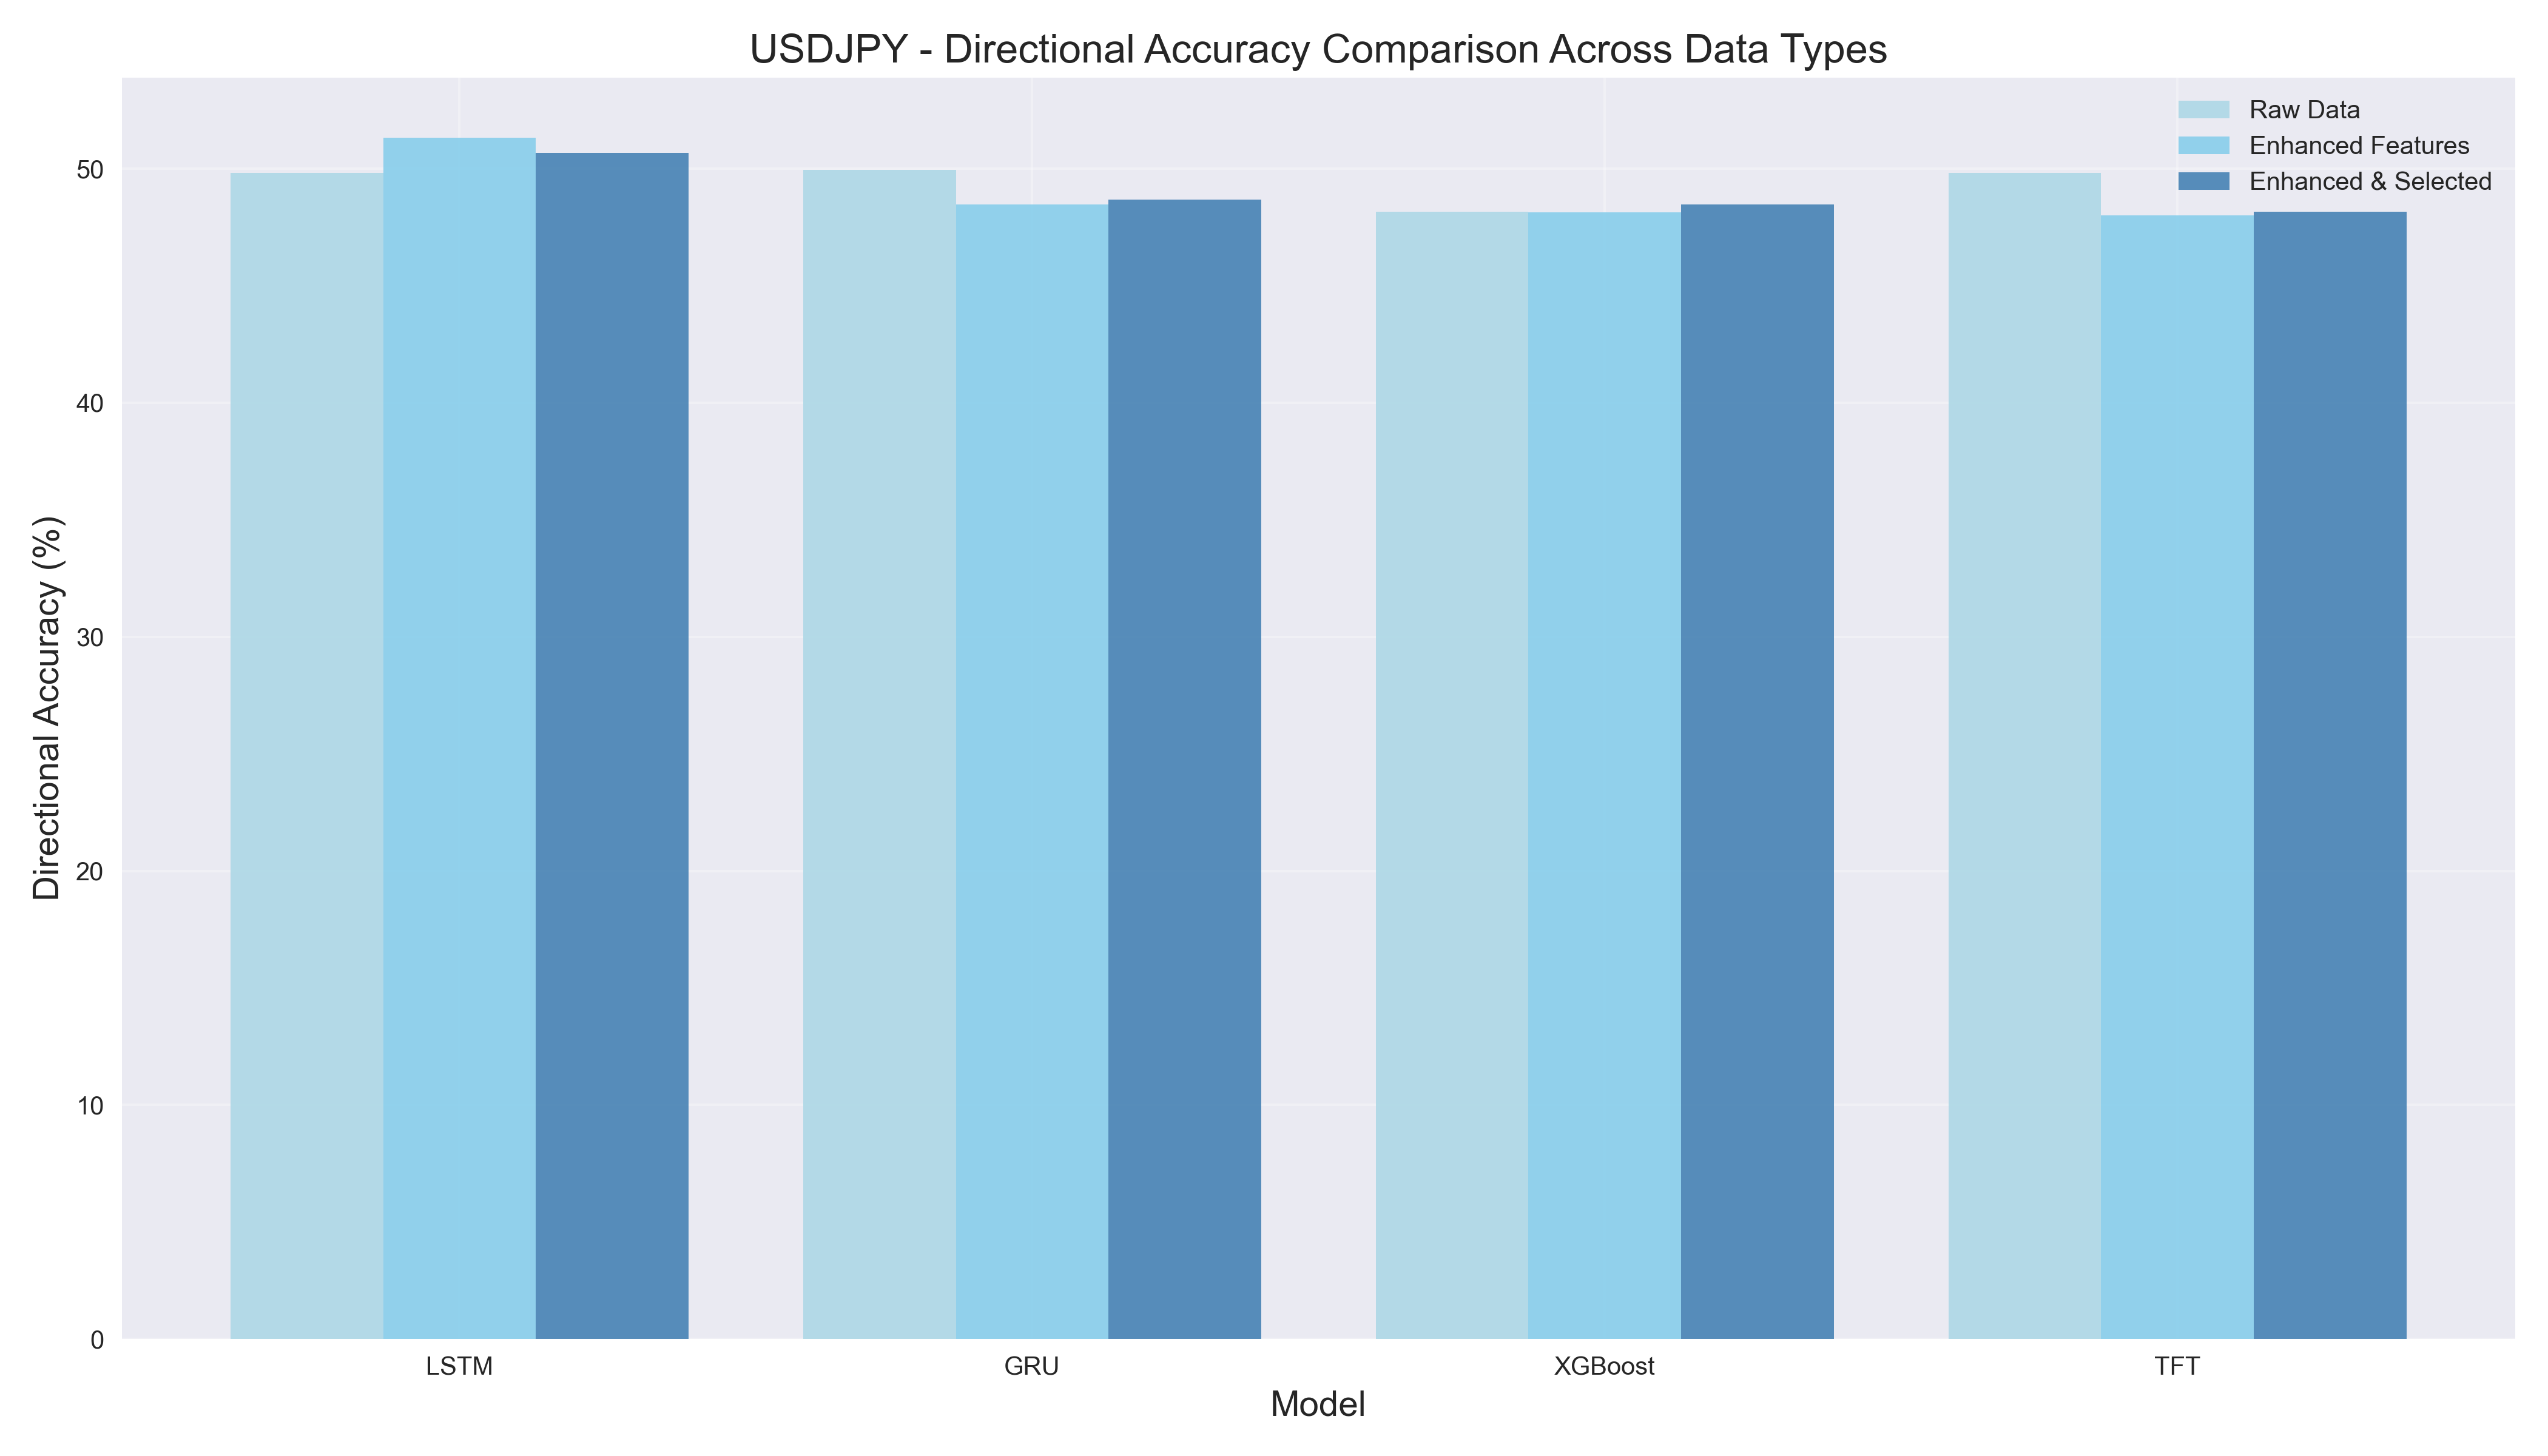 USDJPY - Directional Accuracy Comparison Across Data Types
Raw Data
Enhanced Features
Enhanced & Selected
Directional Accuracy (%)
50
40
30
20
10
0
LSTM GRU XGBoost TFT
Model